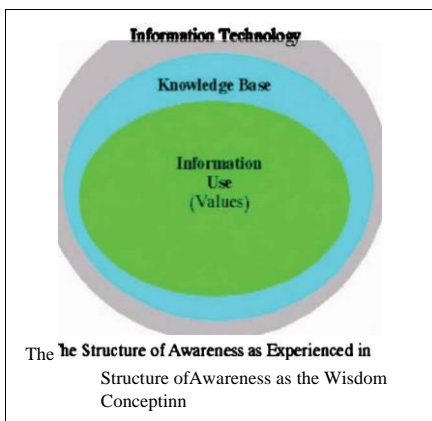 Information Technology
Knowledge Base
Information
Use
(Values)
The he Structure of Awareness as Experienced in
Structure ofAwareness as the Wisdom
Conceptinn